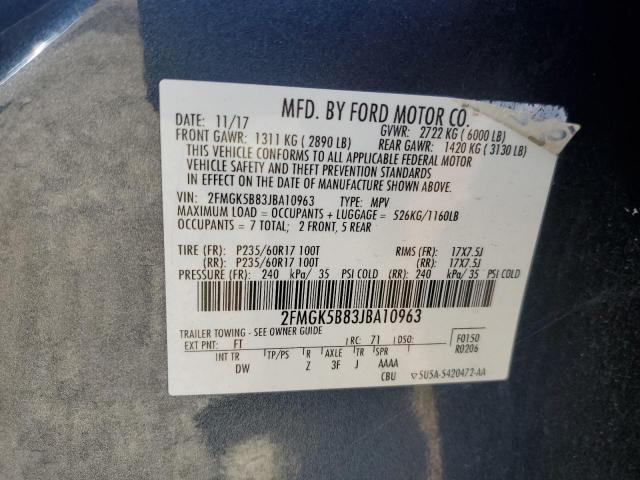 MFD. BY FORD MOTOR CO.
DATE: 11/17 GVWR: 2722 KG ( 6000 LB)
FRONT GAWR: 1311 KG ( 2890 LB) REAR GAWR: 1420 KG ( 3130 LB)
THIS VEHICLE CONFORMS TO ALL APPLICABLE FEDERAL MOTOR
VEHICLE SAFETY AND THEFT PREVENTION STANDARDS
IN EFFECT ON THE DATE OF MANUFACTURE SHOWN ABOVE.
VIN: 2FMGK5B83JBA10963 TYPE: MPV
MAXIMUM LOAD = OCCUPANTS + LUGGAGE = 526KG/1160LB
OCCUPANTS = 7 TOTAL; 2 FRONT, 5 REAR
TIRE (FR): P235/60R17 100T RIMS (FR): 17X7.5J
(RR): P235/60R17 100T (RR): 17X7.5J
PRESSURE (FR): 240 kPa/ 35 PSI COLD (RR): 240 kPa/ 35 PSI COLD
2FMGK5B83JBA10963
TRAILER TOWING - SEE OWNER GUIDE
EXT PNT: FT RC: 71 DSO: F0150
R0206
INT TR TP/PS R AXLE TR SPR
DW Z 3F J AAAA
CBU ▽5U5A-5420472-AA